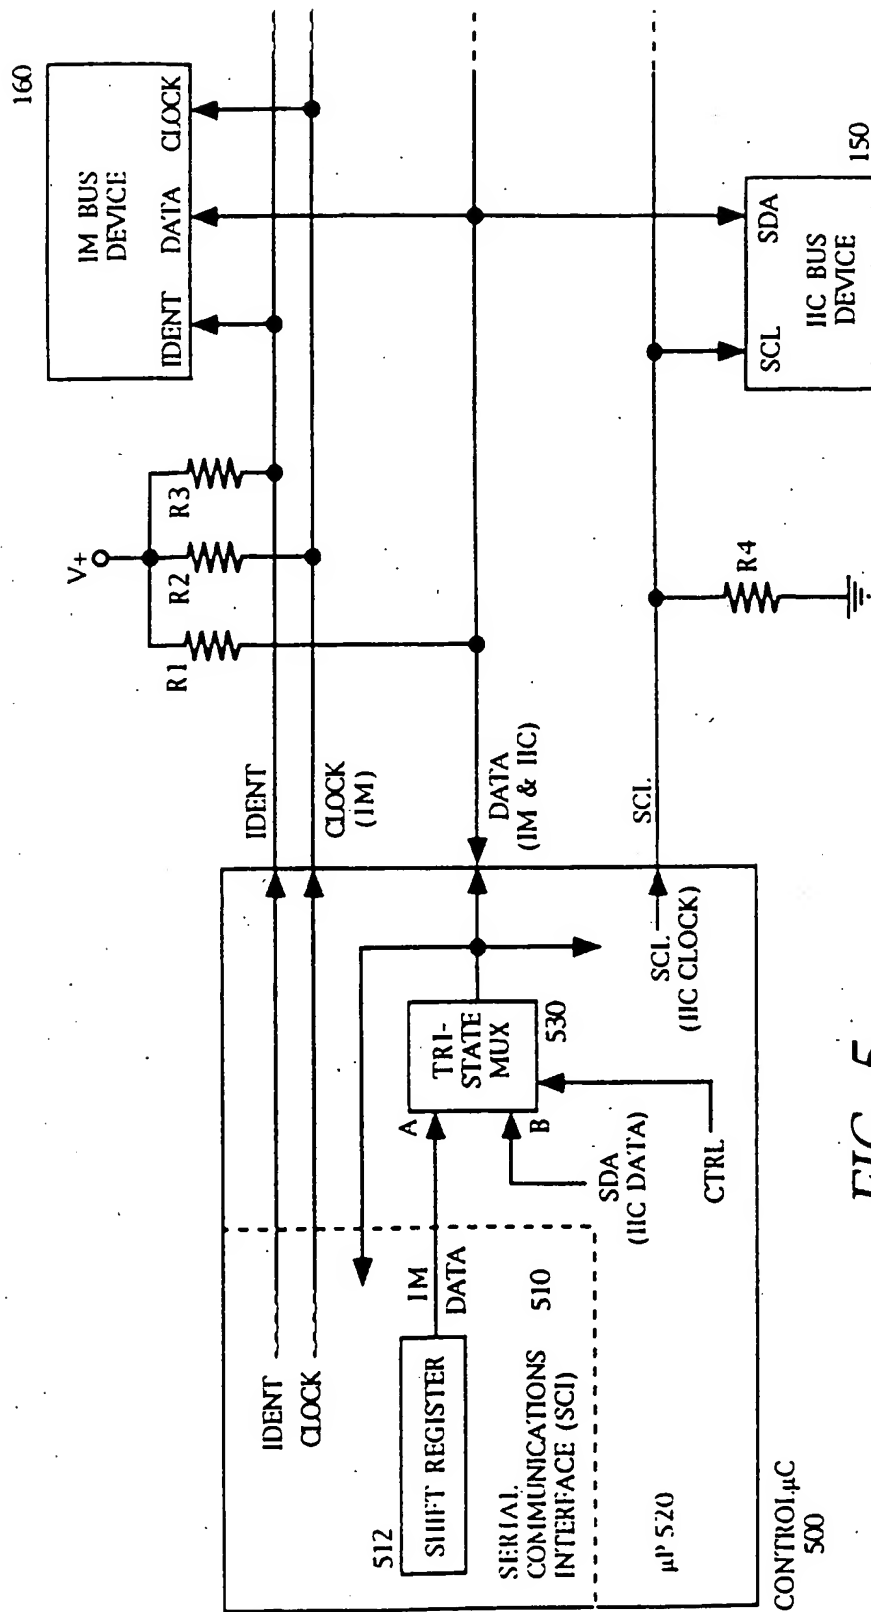 160
IM BUS
DEVICE
IDENT
DATA
CLOCK
V+
R1
R2
R3
IDENT
CLOCK
(IM)
DATA
(IM & IIC)
SCL
R4
SCL
SDA
IIC BUS
DEVICE
150
IDENT
CLOCK
512
SHIFT REGISTER
IM
DATA
SERIAL
COMMUNICATIONS
INTERFACE (SCI)
510
A
B
TRI-
STATE
MUX
530
SDA
(IIC DATA)
CTRL
SCL
(IIC CLOCK)
µP 520
CONTROL µC
500
FIG. 5